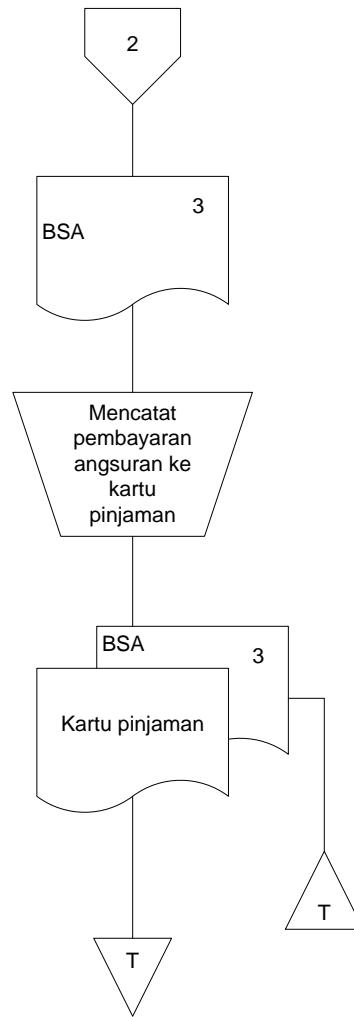 2
3
BSA
Mencatat
pembayaran
angsuran ke
kartu
pinjaman
BSA
3
Kartu pinjaman
T
T